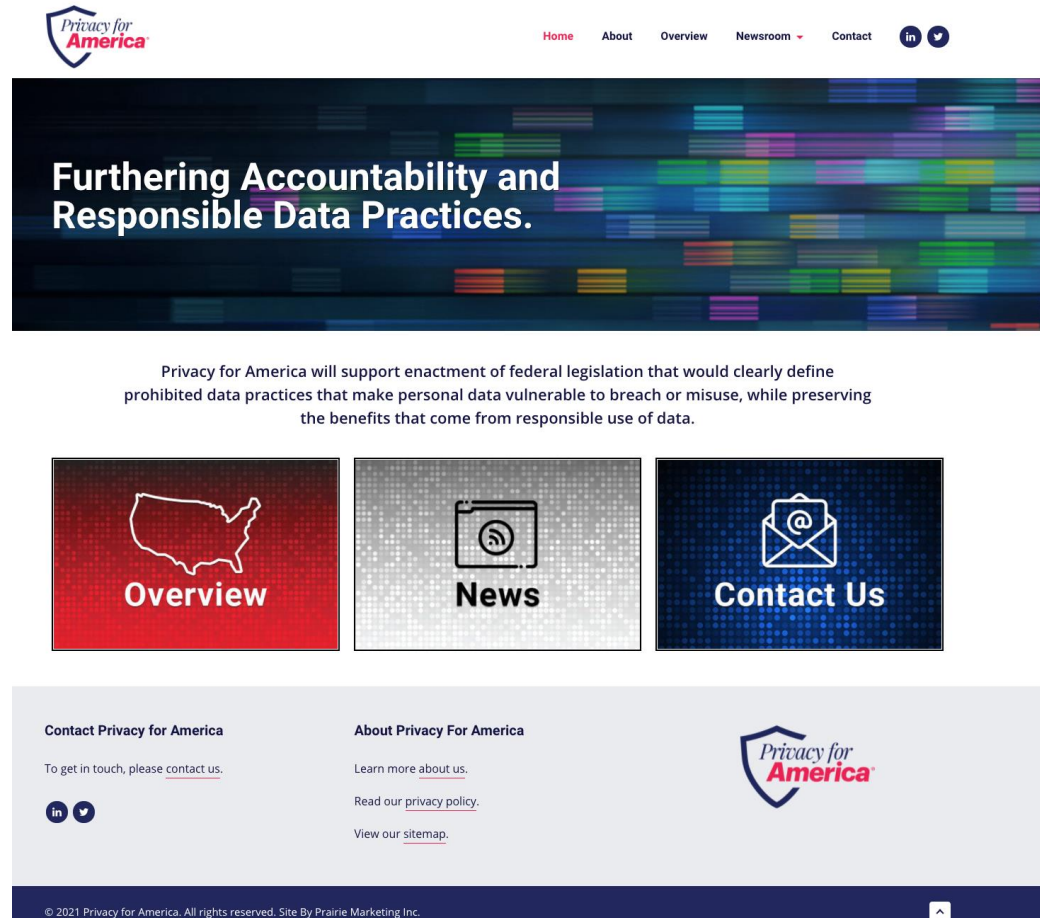 Privacy for
America
Home About Overview Newsroom Contact
Furthering Accountability and
Responsible Data Practices.
Privacy for America will support enactment of federal legislation that would clearly define
prohibited data practices that make personal data vulnerable to breach or misuse, while preserving
the benefits that come from responsible use of data.
Overview
News
@
Contact Us
Contact Privacy for America
To get in touch, please contact us.
in
About Privacy For America
Learn more about us.
Read our privacy policy.
View our sitemap.
Privacy for
America
© 2021 Privacy for America. All rights reserved. Site By Prairie Marketing Inc.